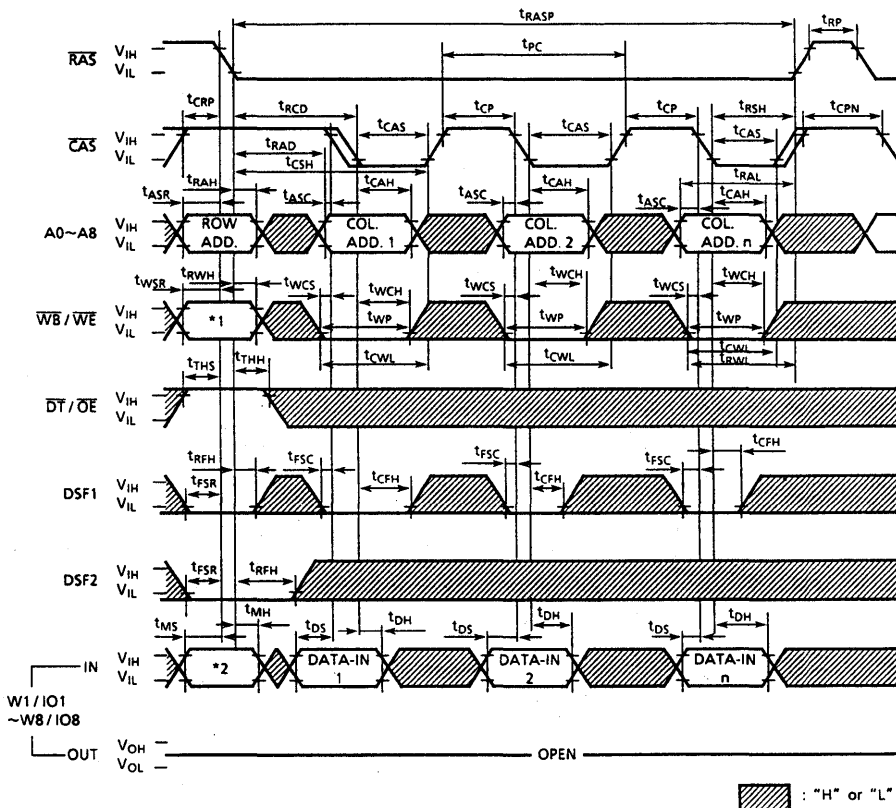 tRASP
tRP
tPC
RAS VIH
VIL
tCRP tRCD tCP tCP tRSH tCPN
tCAS tCAS tCAS
CAS VIH
VIL
tRAD
tCSH
tRAL
tASR tRAH tASC tCAH tASC tCAH tASC tCAH
A0~A8 VIH
VIL
ROW ADD.
COL. ADD. 1
COL. ADD. 2
COL. ADD. n
tWSR tRWH tWCS tWCH tWCS tWCH tWCS tWCH
WB / WE VIH
VIL
*1
tWP tWP tWP
tCWL tCWL tCWL
tRWL
tTHS tTHH
DT / OE VIH
VIL
tRFH tFSC tFSC tFSC tCFH
tFSR tCFH tCFH
DSF1 VIH
VIL
tFSR tRFH
DSF2 VIH
VIL
tMS tMH tDS tDH tDS tDH tDS tDH
IN VIH
VIL
*2
DATA-IN 1
DATA-IN 2
DATA-IN n
W1 / IO1
~W8 / IO8
OUT VOH
VOL
OPEN
: "H" or "L"